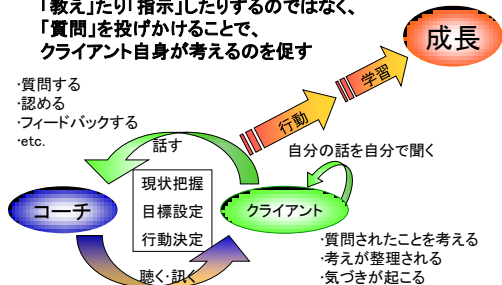 「教え」たり「指示」したりするのではなく、
「質問」を投げかけることで、
クライアント自身が考えるのを促す
成長
学習
行動
・質問する
・認める
・フィードバックする
・etc.
話す
自分の話を自分で聞く
現状把握
目標設定
行動決定
コーチ
クライアント
聴く・訊く
・質問されたことを考える
・考えが整理される
・気づきが起こる